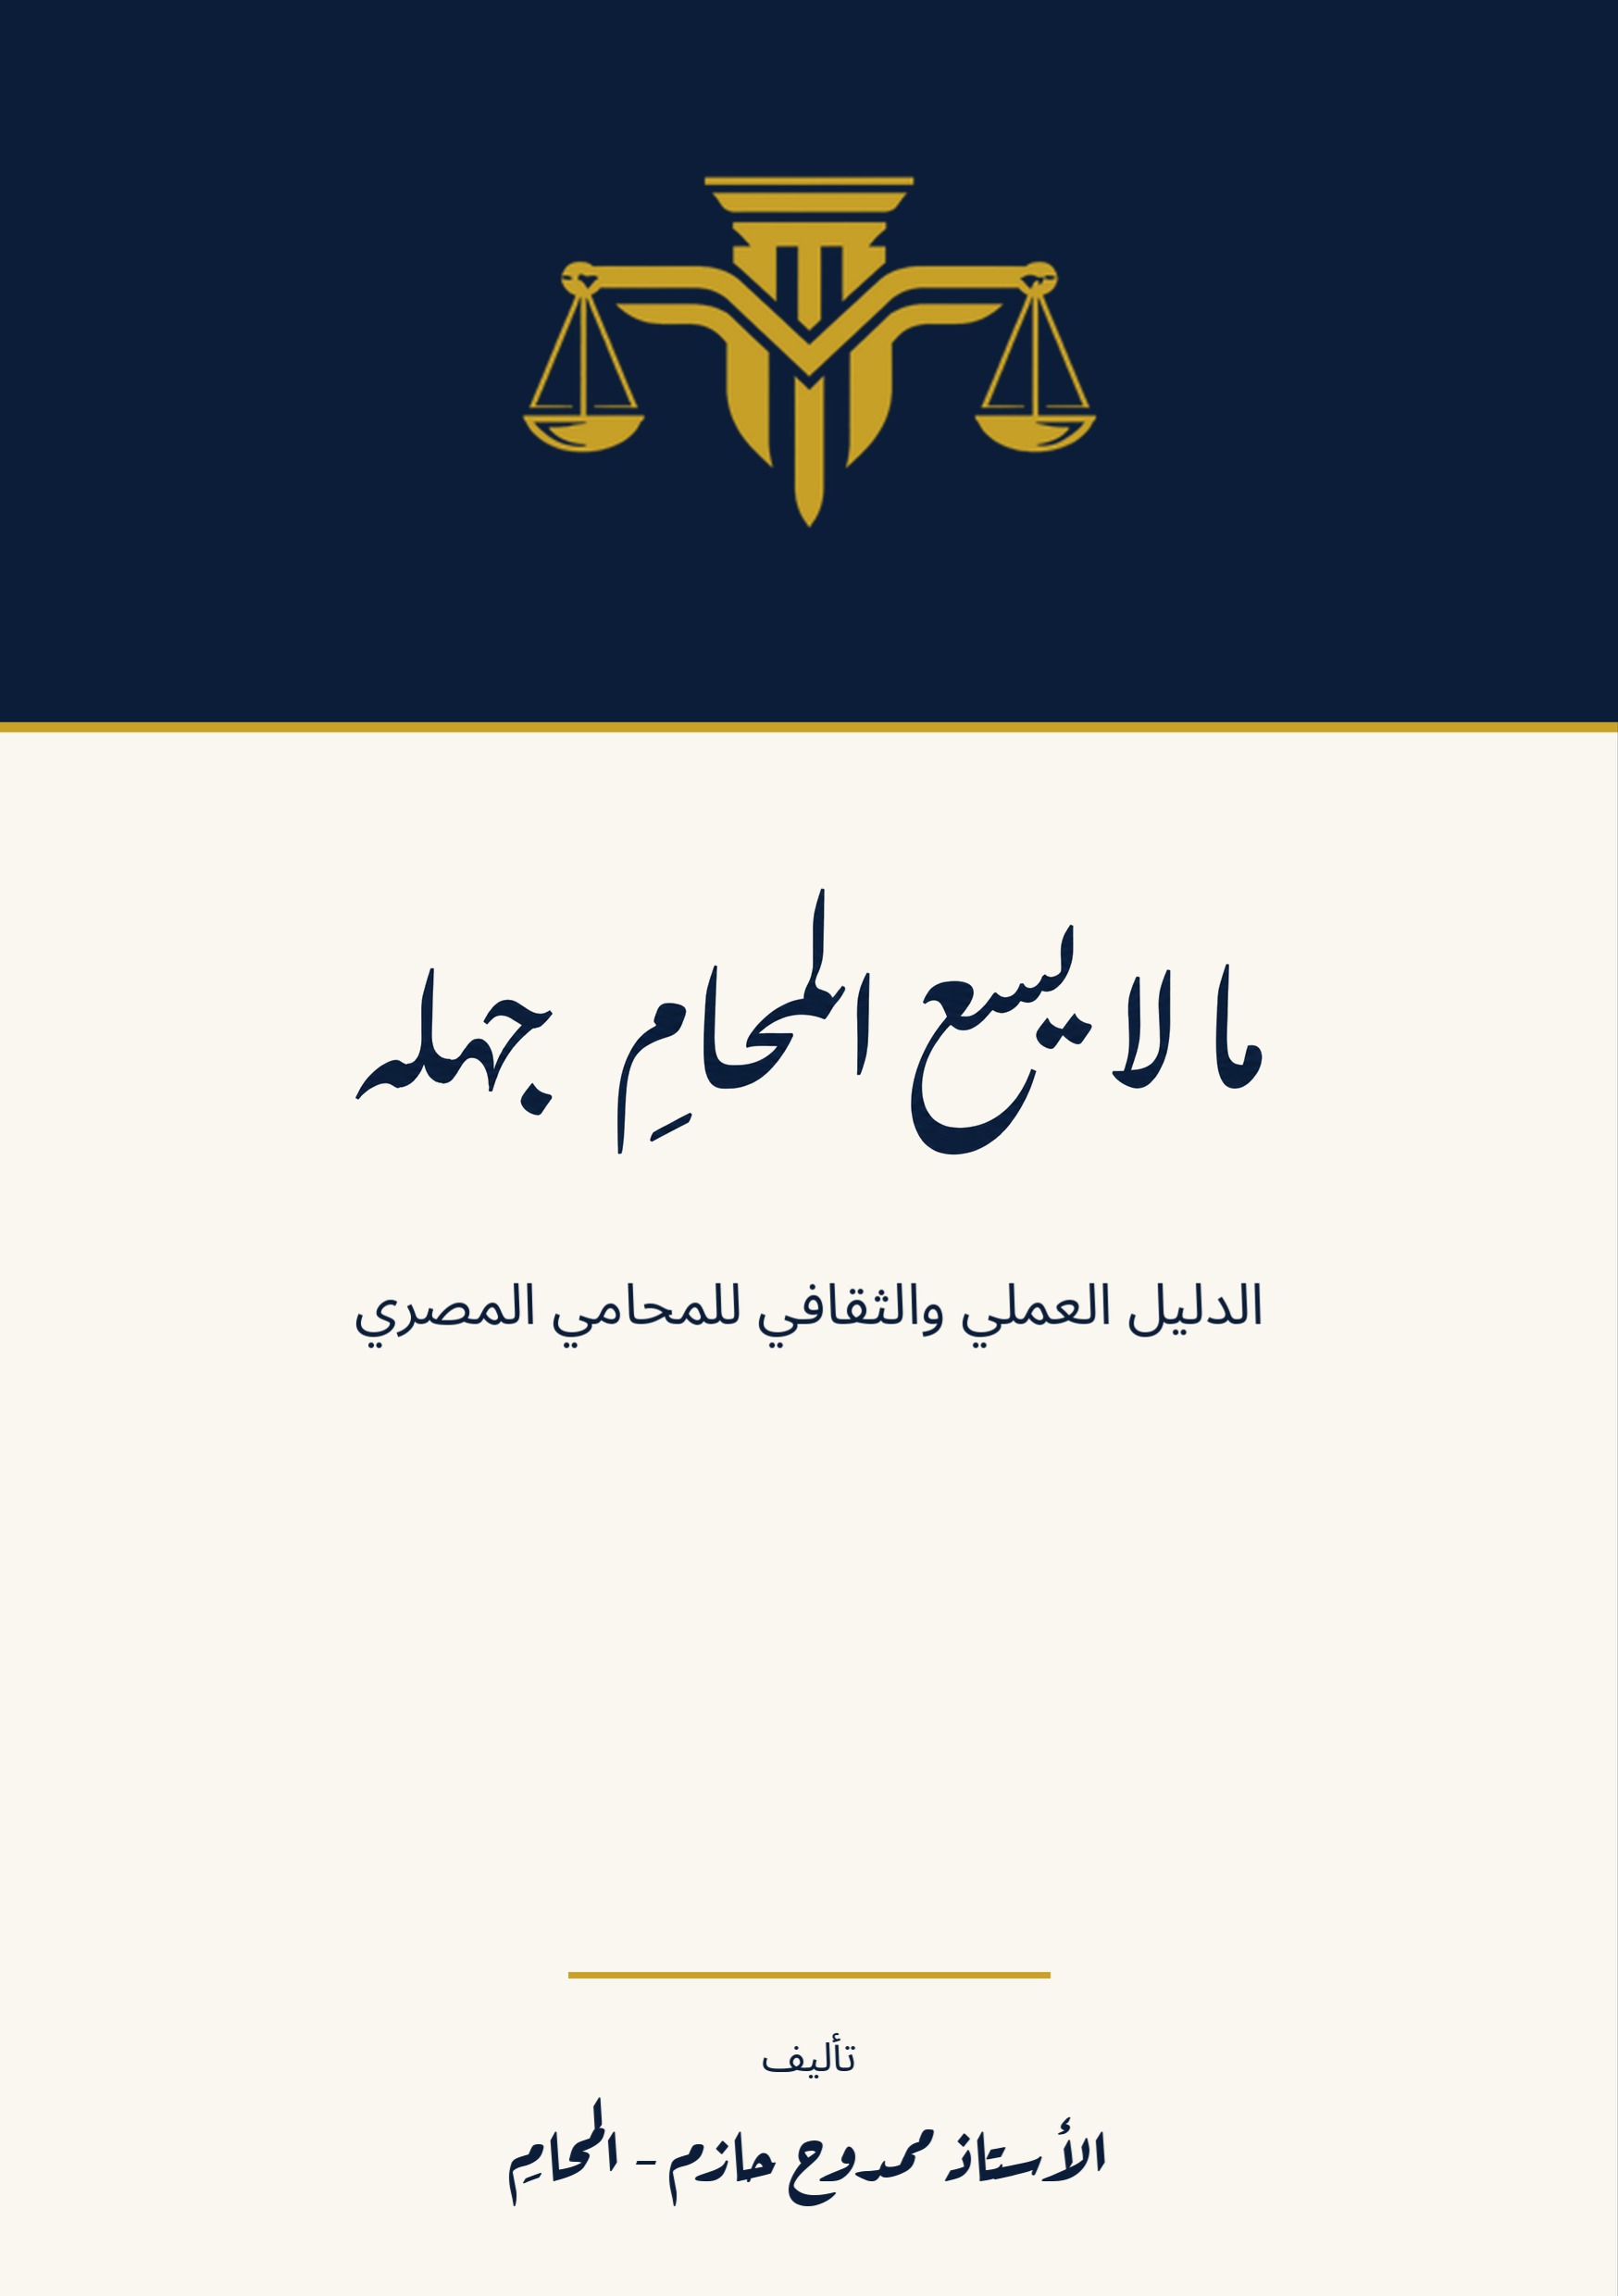 ما لا يسع المحامِ جهله
الدليل العملي والثقافي للمحامي المصري
تأليف
الأستاذ ممدوح حازم - المحامِ